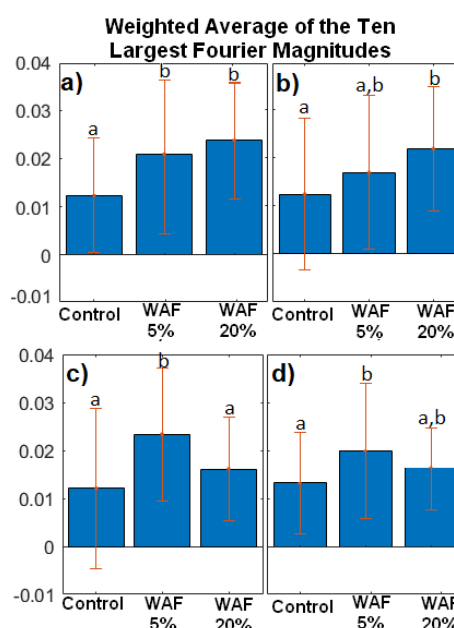 Weighted Average of the Ten
Largest Fourier Magnitudes
0.04
0.03
0.02
0.01
0
-0.01
a)
a
b
b
Control
WAF
5%
WAF
20%
b)
a
a,b
b
Control
WAF
5%
WAF
20%
0.04
0.03
0.02
0.01
0
-0.01
c)
a
b
a
Control
WAF
5%
WAF
20%
d)
a
b
a,b
Control
WAF
5%
WAF
20%